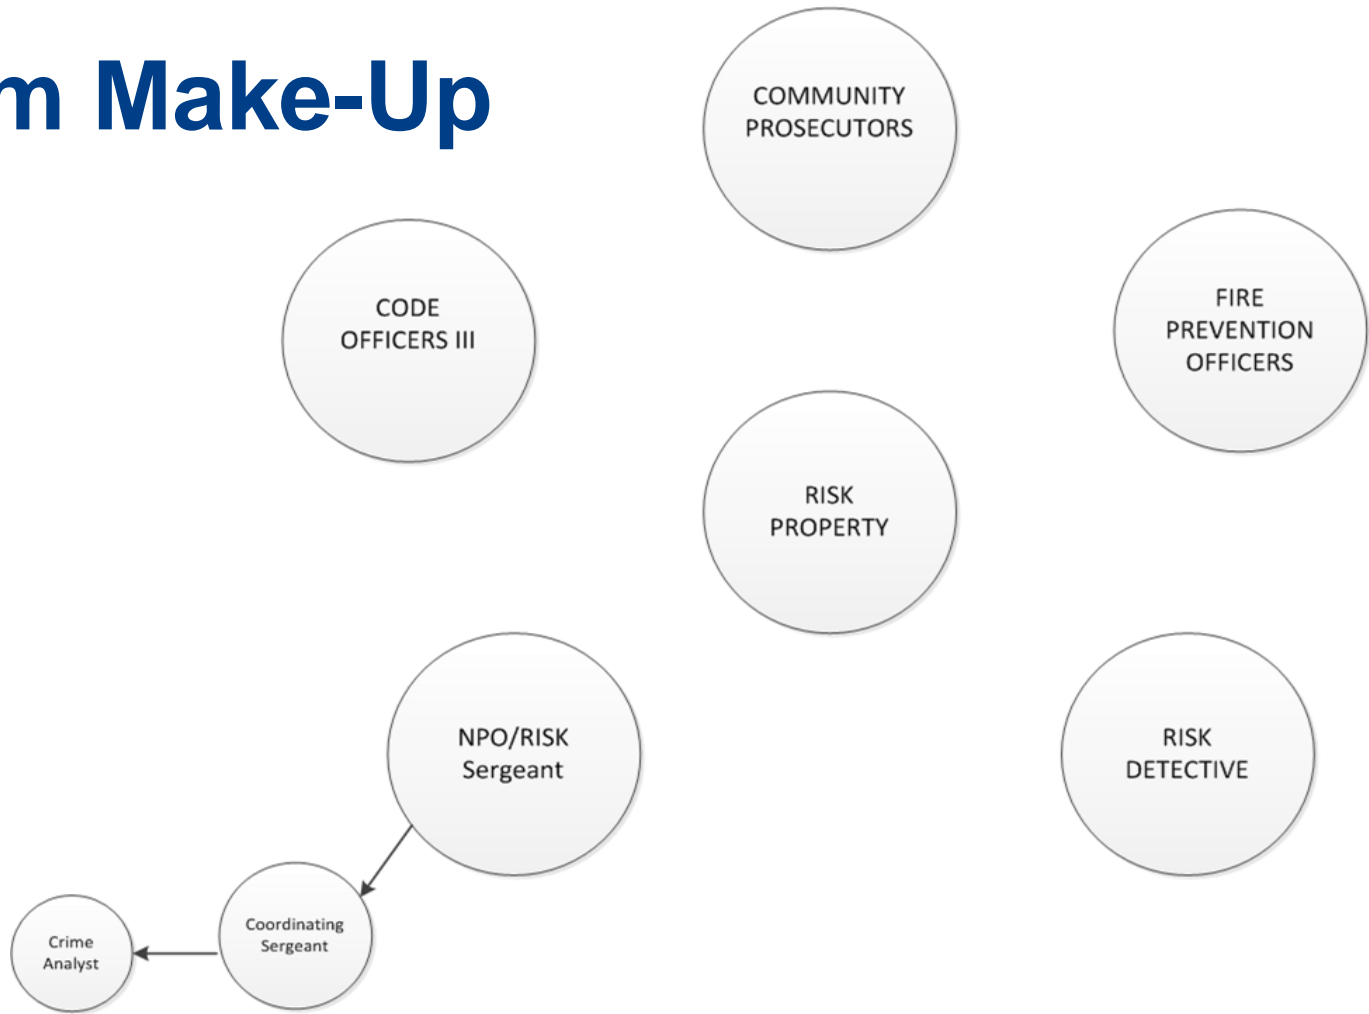 m Make-Up
COMMUNITY
PROSECUTORS
CODE
OFFICERS III
FIRE
PREVENTION
OFFICERS
RISK
PROPERTY
NPO/RISK
Sergeant
RISK
DETECTIVE
Coordinating
Sergeant
Crime
Analyst